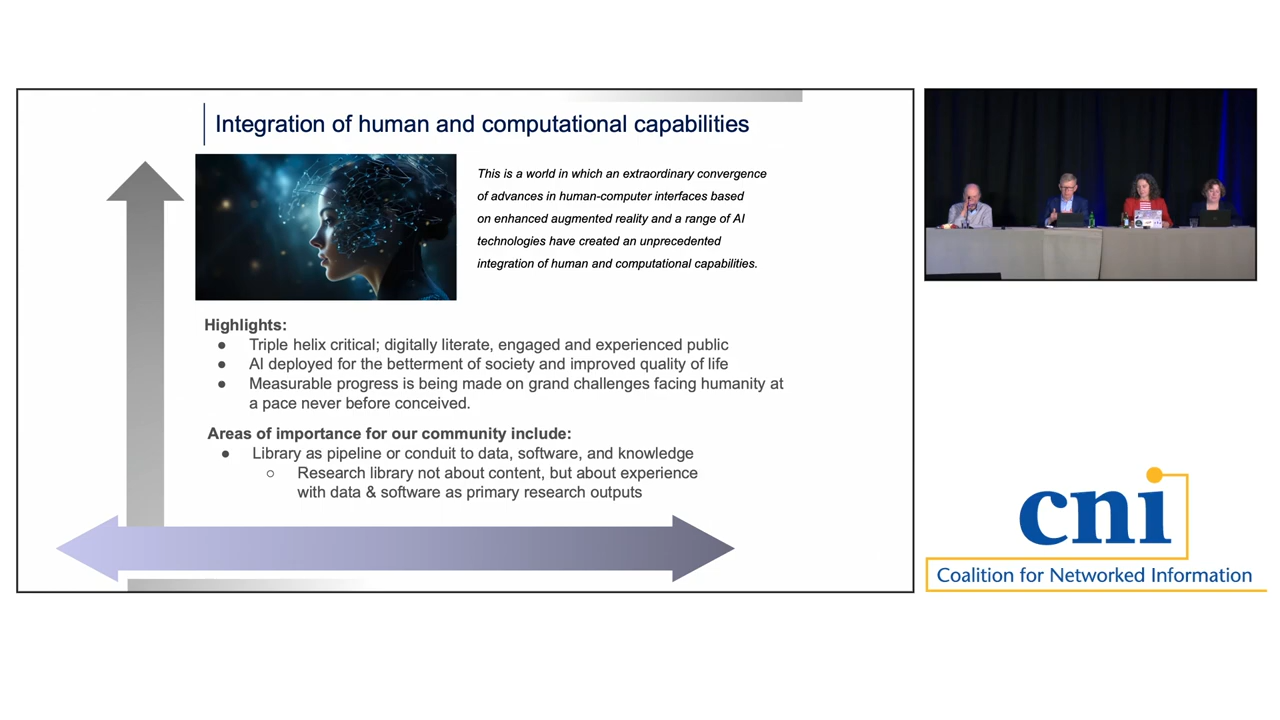 Integration of human and computational capabilities
This is a world in which an extraordinary convergence
of advances in human-computer interfaces based
on enhanced augmented reality and a range of AI
technologies have created an unprecedented
integration of human and computational capabilities.
Highlights:
● Triple helix critical; digitally literate, engaged and experienced public
● AI deployed for the betterment of society and improved quality of life
● Measurable progress is being made on grand challenges facing humanity at
a pace never before conceived.
Areas of importance for our community include:
● Library as pipeline or conduit to data, software, and knowledge
○ Research library not about content, but about experience
with data & software as primary research outputs
cni
Coalition for Networked Information